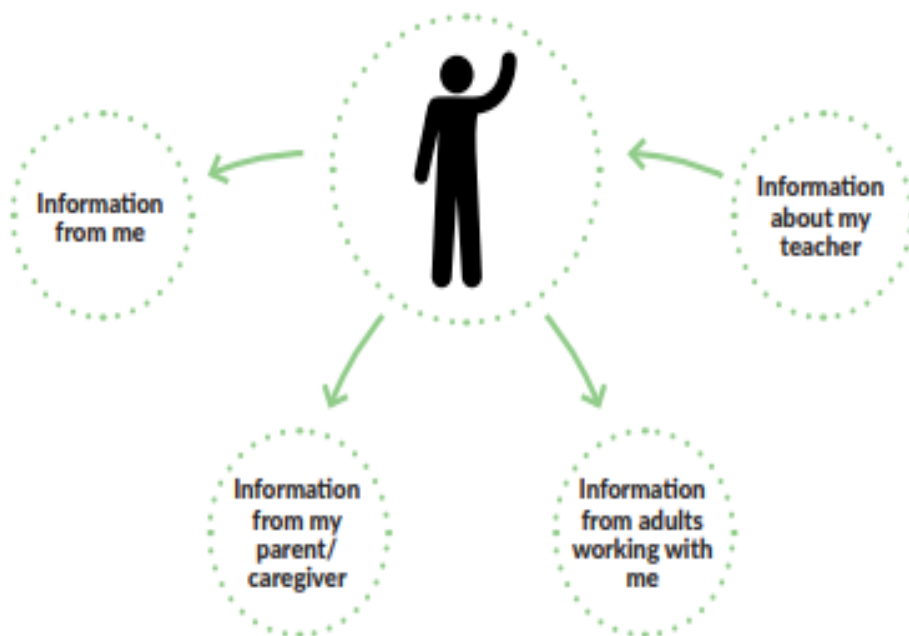 Information
from me
Information
about my
teacher
Information
from my
parent/
caregiver
Information
from adults
working with
me